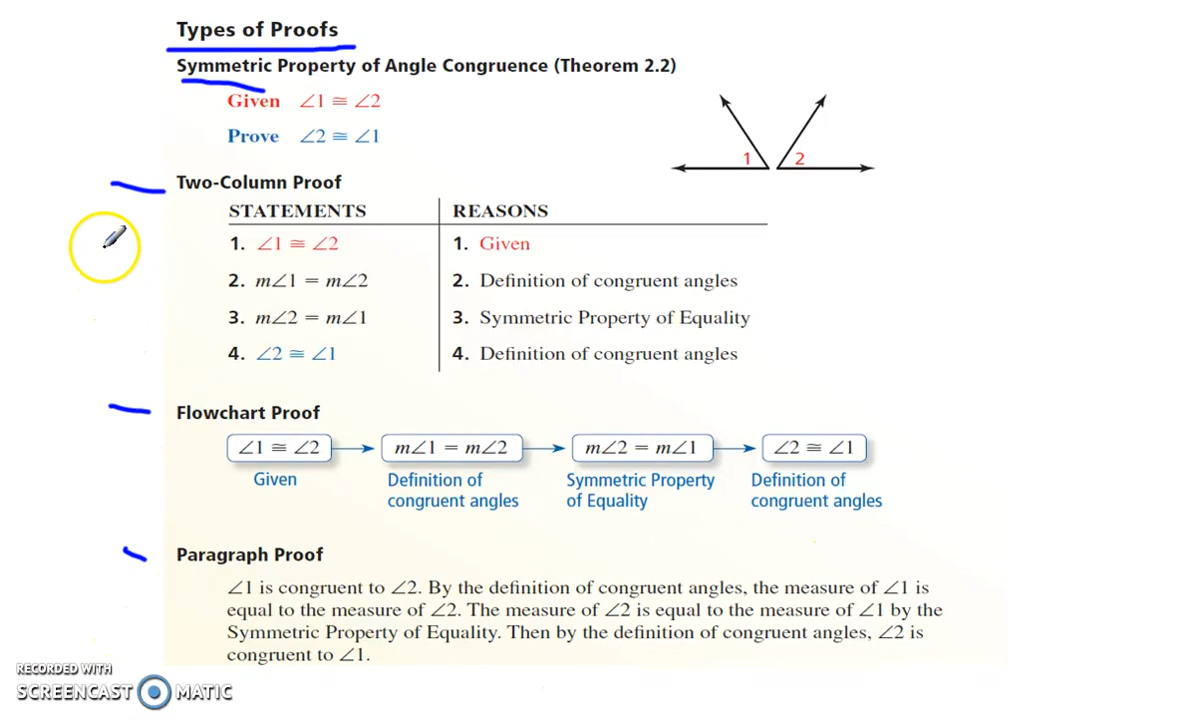 Types of Proofs
Symmetric Property of Angle Congruence (Theorem 2.2)
Given ∠1 ≅ ∠2
Prove ∠2 ≅ ∠1
1 2
Two-Column Proof
STATEMENTS REASONS
1. ∠1 ≅ ∠2 1. Given
2. m∠1 = m∠2 2. Definition of congruent angles
3. m∠2 = m∠1 3. Symmetric Property of Equality
4. ∠2 ≅ ∠1 4. Definition of congruent angles
Flowchart Proof
∠1 ≅ ∠2 m∠1 = m∠2 m∠2 = m∠1 ∠2 ≅ ∠1
Given Definition of Symmetric Property Definition of
congruent angles of Equality congruent angles
Paragraph Proof
∠1 is congruent to ∠2. By the definition of congruent angles, the measure of ∠1 is
equal to the measure of ∠2. The measure of ∠2 is equal to the measure of ∠1 by the
Symmetric Property of Equality. Then by the definition of congruent angles, ∠2 is
congruent to ∠1.
RECORDED WITH
SCREENCAST MATIC